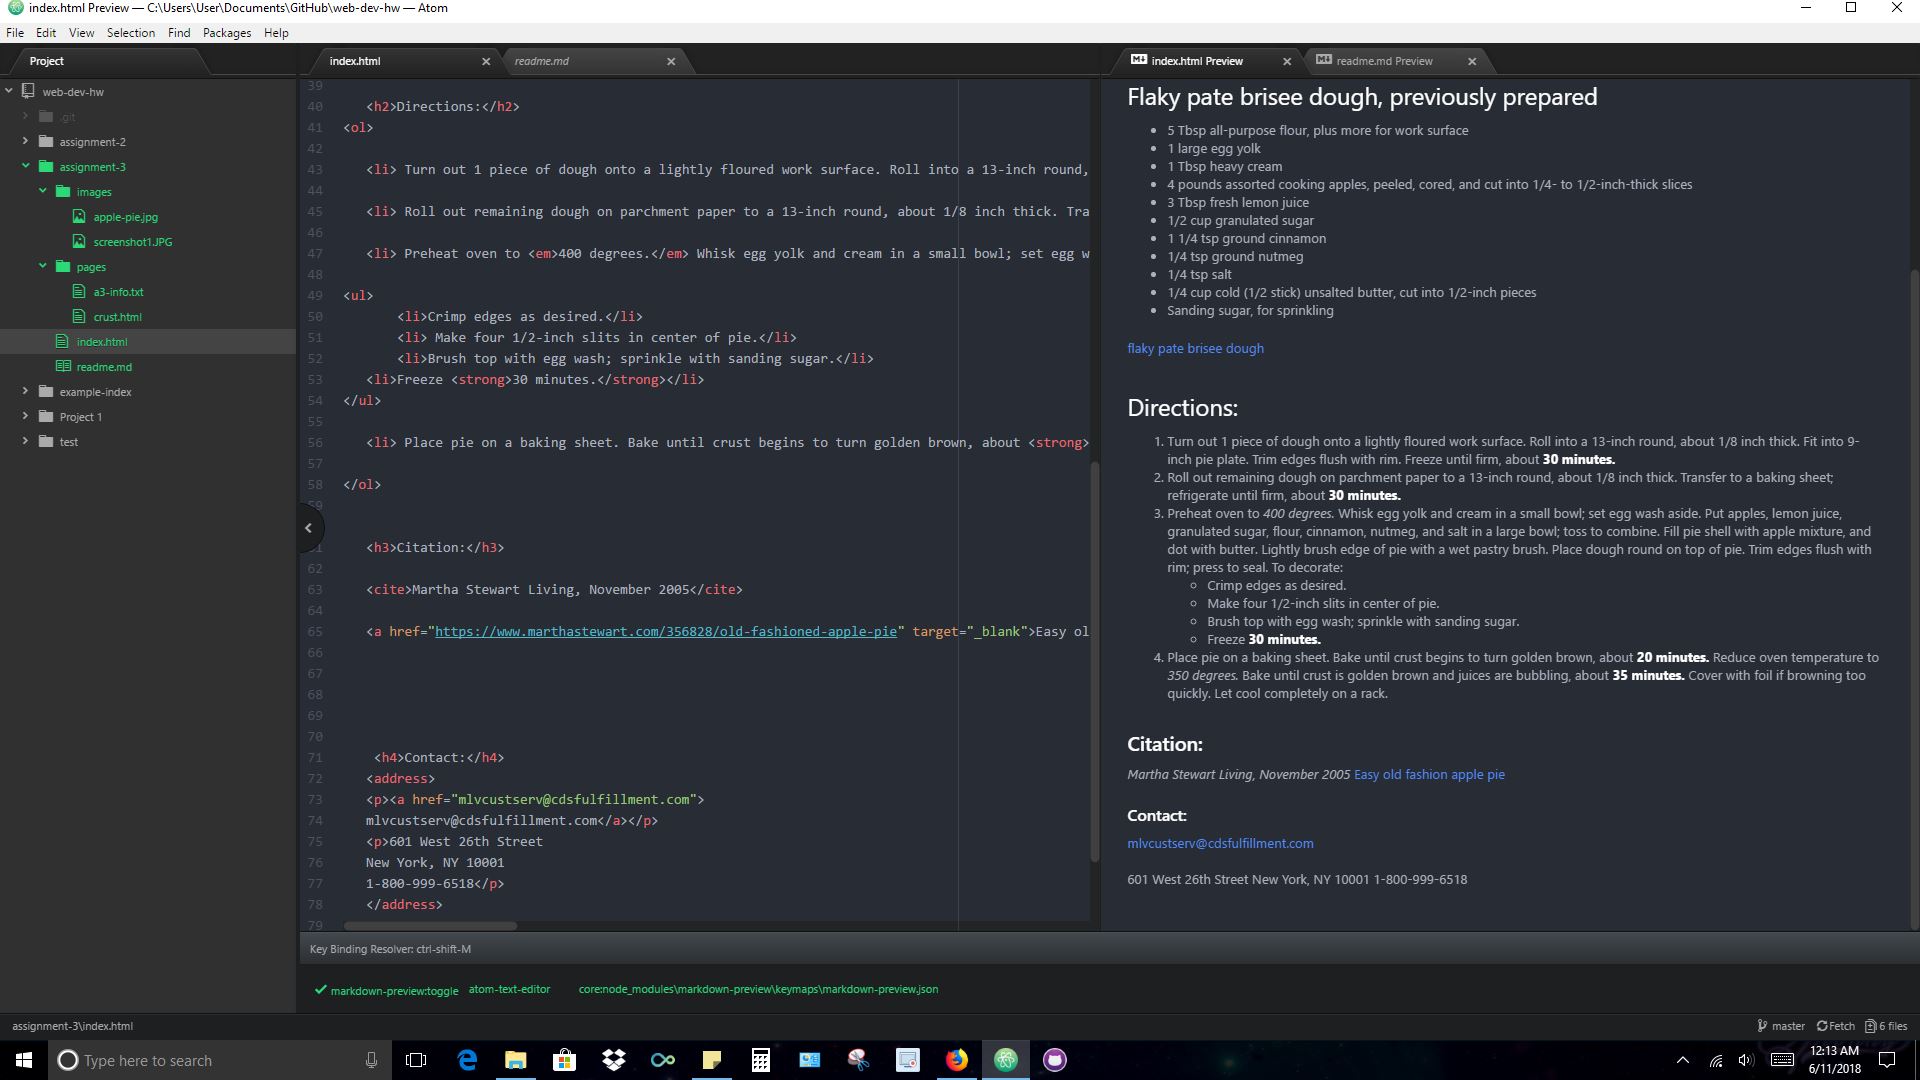 index.html Preview — C:\Users\User\Documents\GitHub\web-dev-hw — Atom
File Edit View Selection Find Packages Help
Project
web-dev-hw
.git
assignment-2
assignment-3
images
apple-pie.jpg
screenshot1.JPG
pages
a3-info.txt
crust.html
index.html
readme.md
example-index
Project 1
test
index.html
readme.md
39
40 <h2>Directions:</h2>
41 <ol>
42
43 <li> Turn out 1 piece of dough onto a lightly floured work surface. Roll into a 13-inch round,
44
45 <li> Roll out remaining dough on parchment paper to a 13-inch round, about 1/8 inch thick. Tra
46
47 <li> Preheat oven to <em>400 degrees.</em> Whisk egg yolk and cream in a small bowl; set egg w
48
49 <ul>
50 <li>Crimp edges as desired.</li>
51 <li> Make four 1/2-inch slits in center of pie.</li>
52 <li>Brush top with egg wash; sprinkle with sanding sugar.</li>
53 <li>Freeze <strong>30 minutes.</strong></li>
54 </ul>
55
56 <li> Place pie on a baking sheet. Bake until crust begins to turn golden brown, about <strong>
57
58 </ol>
59
<h3>Citation:</h3>
62
63 <cite>Martha Stewart Living, November 2005</cite>
64
65 <a href="https://www.marthastewart.com/356828/old-fashioned-apple-pie" target="_blank">Easy ol
66
67
68
69
70
71 <h4>Contact:</h4>
72 <address>
73 <p><a href="mlvcustserv@cdsfulfillment.com">
74 mlvcustserv@cdsfulfillment.com</a></p>
75 <p>601 West 26th Street
76 New York, NY 10001
77 1-800-999-6518</p>
78 </address>
79
index.html Preview
readme.md Preview
Flaky pate brisee dough, previously prepared
5 Tbsp all-purpose flour, plus more for work surface
1 large egg yolk
1 Tbsp heavy cream
4 pounds assorted cooking apples, peeled, cored, and cut into 1/4- to 1/2-inch-thick slices
3 Tbsp fresh lemon juice
1/2 cup granulated sugar
1 1/4 tsp ground cinnamon
1/4 tsp ground nutmeg
1/4 tsp salt
1/4 cup cold (1/2 stick) unsalted butter, cut into 1/2-inch pieces
Sanding sugar, for sprinkling
flaky pate brisee dough
Directions:
1. Turn out 1 piece of dough onto a lightly floured work surface. Roll into a 13-inch round, about 1/8 inch thick. Fit into 9-
inch pie plate. Trim edges flush with rim. Freeze until firm, about 30 minutes.
2. Roll out remaining dough on parchment paper to a 13-inch round, about 1/8 inch thick. Transfer to a baking sheet;
refrigerate until firm, about 30 minutes.
3. Preheat oven to 400 degrees. Whisk egg yolk and cream in a small bowl; set egg wash aside. Put apples, lemon juice,
granulated sugar, flour, cinnamon, nutmeg, and salt in a large bowl; toss to combine. Fill pie shell with apple mixture, and
dot with butter. Lightly brush edge of pie with a wet pastry brush. Place dough round on top of pie. Trim edges flush with
rim; press to seal. To decorate:
Crimp edges as desired.
Make four 1/2-inch slits in center of pie.
Brush top with egg wash; sprinkle with sanding sugar.
Freeze 30 minutes.
4. Place pie on a baking sheet. Bake until crust begins to turn golden brown, about 20 minutes. Reduce oven temperature to
350 degrees. Bake until crust is golden brown and juices are bubbling, about 35 minutes. Cover with foil if browning too
quickly. Let cool completely on a rack.
Citation:
Martha Stewart Living, November 2005 Easy old fashion apple pie
Contact:
mlvcustserv@cdsfulfillment.com
601 West 26th Street New York, NY 10001 1-800-999-6518
Key Binding Resolver: ctrl-shift-M
markdown-preview:toggle atom-text-editor core:node_modules\markdown-preview\keymaps\markdown-preview.json
assignment-3\index.html
master Fetch 6 files
Type here to search
12:13 AM
6/11/2018